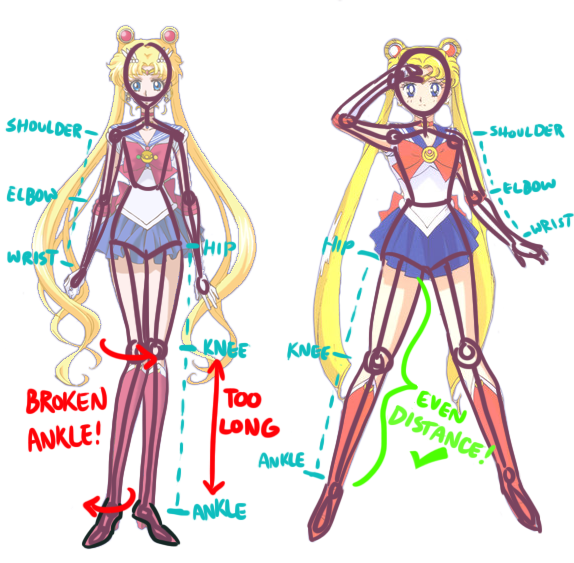 SHOULDER
ELBOW
WRIST
HIP
KNEE
BROKEN
ANKLE!
TOO
LONG
ANKLE
SHOULDER
ELBOW
WRIST
HIP
KNEE
ANKLE
EVEN
DISTANCE!